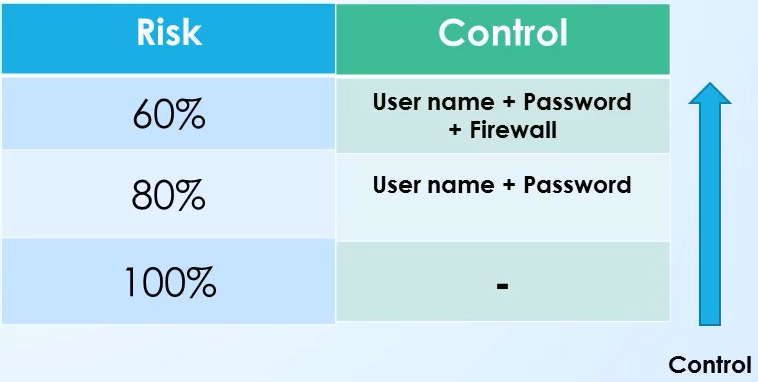 Risk
Control
60%
User name + Password
+ Firewall
80%
User name + Password
100%
-
Control